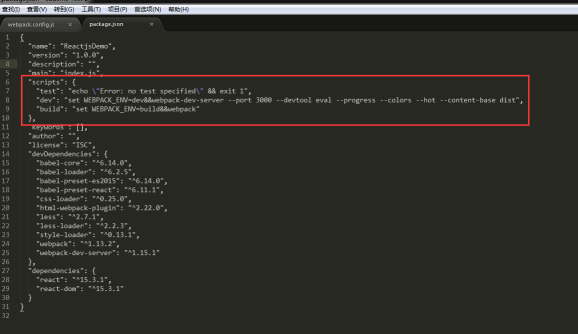 查找(I) 查看(V) 转到(G) 工具(T) 项目(P) 首选项(N) 帮助(H)
webpack.config.js × package.json ×
1 {
2 "name": "ReactjsDemo",
3 "version": "1.0.0",
4 "description": "",
5 "main": "index.js",
6 "scripts": {
7 "test": "echo \"Error: no test specified\" && exit 1",
8 "dev": "set WEBPACK_ENV=dev&&webpack-dev-server --port 3000 --devtool eval --progress --colors --hot --content-base dist",
9 "build": "set WEBPACK_ENV=build&&webpack"
10 },
11 "keywords": [],
12 "author": "",
13 "license": "ISC",
14 "devDependencies": {
15 "babel-core": "^6.14.0",
16 "babel-loader": "^6.2.5",
17 "babel-preset-es2015": "^6.14.0",
18 "babel-preset-react": "^6.11.1",
19 "css-loader": "^0.25.0",
20 "html-webpack-plugin": "^2.22.0",
21 "less": "^2.7.1",
22 "less-loader": "^2.2.3",
23 "style-loader": "^0.13.1",
24 "webpack": "^1.13.2",
25 "webpack-dev-server": "^1.15.1"
26 },
27 "dependencies": {
28 "react": "^15.3.1",
29 "react-dom": "^15.3.1"
30 }
31 }
32